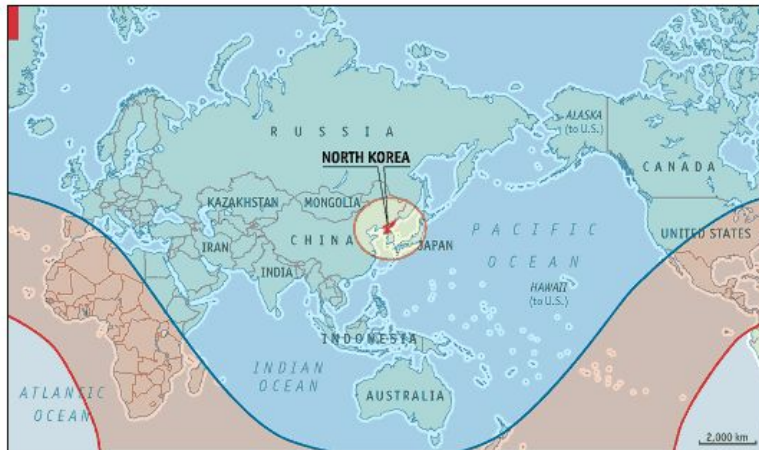 ALASKA
(to U.S.)
RUSSIA
NORTH KOREA
CANADA
KAZAKHSTAN
MONGOLIA
PACIFIC
OCEAN
UNITED STATES
CHINA
JAPAN
IRAN
INDIA
HAWAII
(to U.S.)
INDONESIA
INDIAN
OCEAN
ATLANTIC
OCEAN
AUSTRALIA
2,000 km